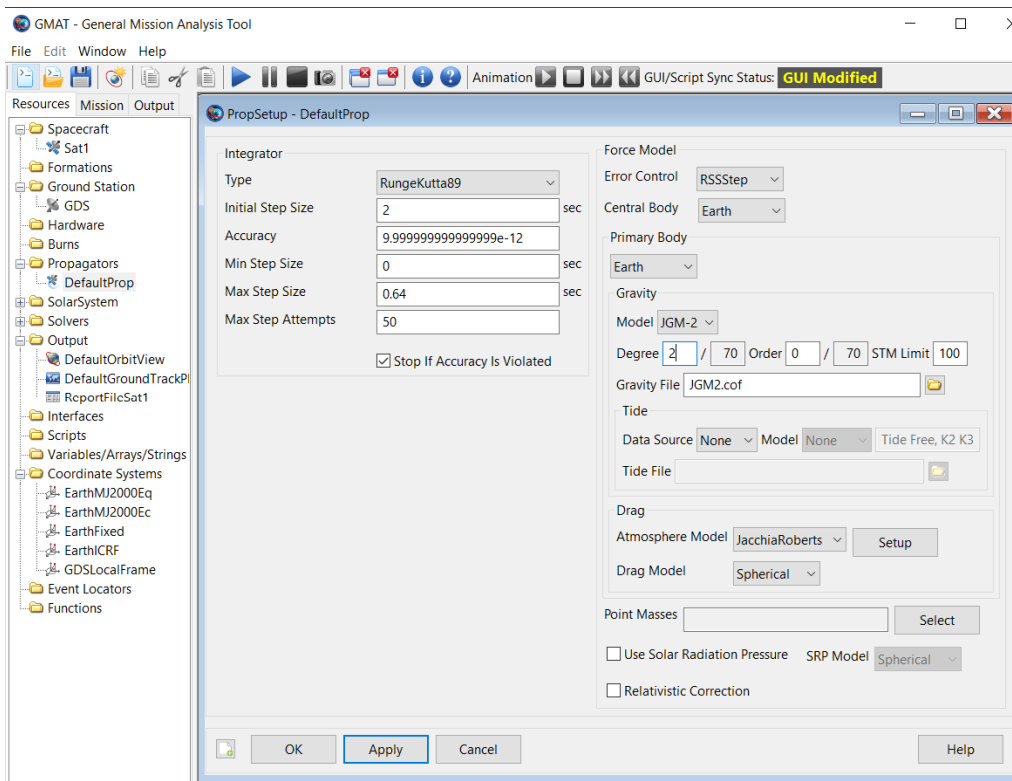 GMAT - General Mission Analysis Tool
File Edit Window Help
Animation GUI/Script Sync Status: GUI Modified
Resources Mission Output
Spacecraft
Sat1
Formations
Ground Station
GDS
Hardware
Burns
Propagators
DefaultProp
SolarSystem
Solvers
Output
DefaultOrbitView
DefaultGroundTrackPl
ReportFileSat1
Interfaces
Scripts
Variables/Arrays/Strings
Coordinate Systems
EarthMJ2000Eq
EarthMJ2000Ec
EarthFixed
EarthICRF
GDSLocalFrame
Event Locators
Functions
PropSetup - DefaultProp
Integrator
Type RungeKutta89
Initial Step Size 2 sec
Accuracy 9.999999999999999e-12
Min Step Size 0 sec
Max Step Size 0.64 sec
Max Step Attempts 50
Stop If Accuracy Is Violated
Force Model
Error Control RSSStep
Central Body Earth
Primary Body
Earth
Gravity
Model JGM-2
Degree 2 / 70 Order 0 / 70 STM Limit 100
Gravity File JGM2.cof
Tide
Data Source None Model None Tide Free, K2 K3
Tide File
Drag
Atmosphere Model JacchiaRoberts Setup
Drag Model Spherical
Point Masses Select
Use Solar Radiation Pressure SRP Model Spherical
Relativistic Correction
OK Apply Cancel Help